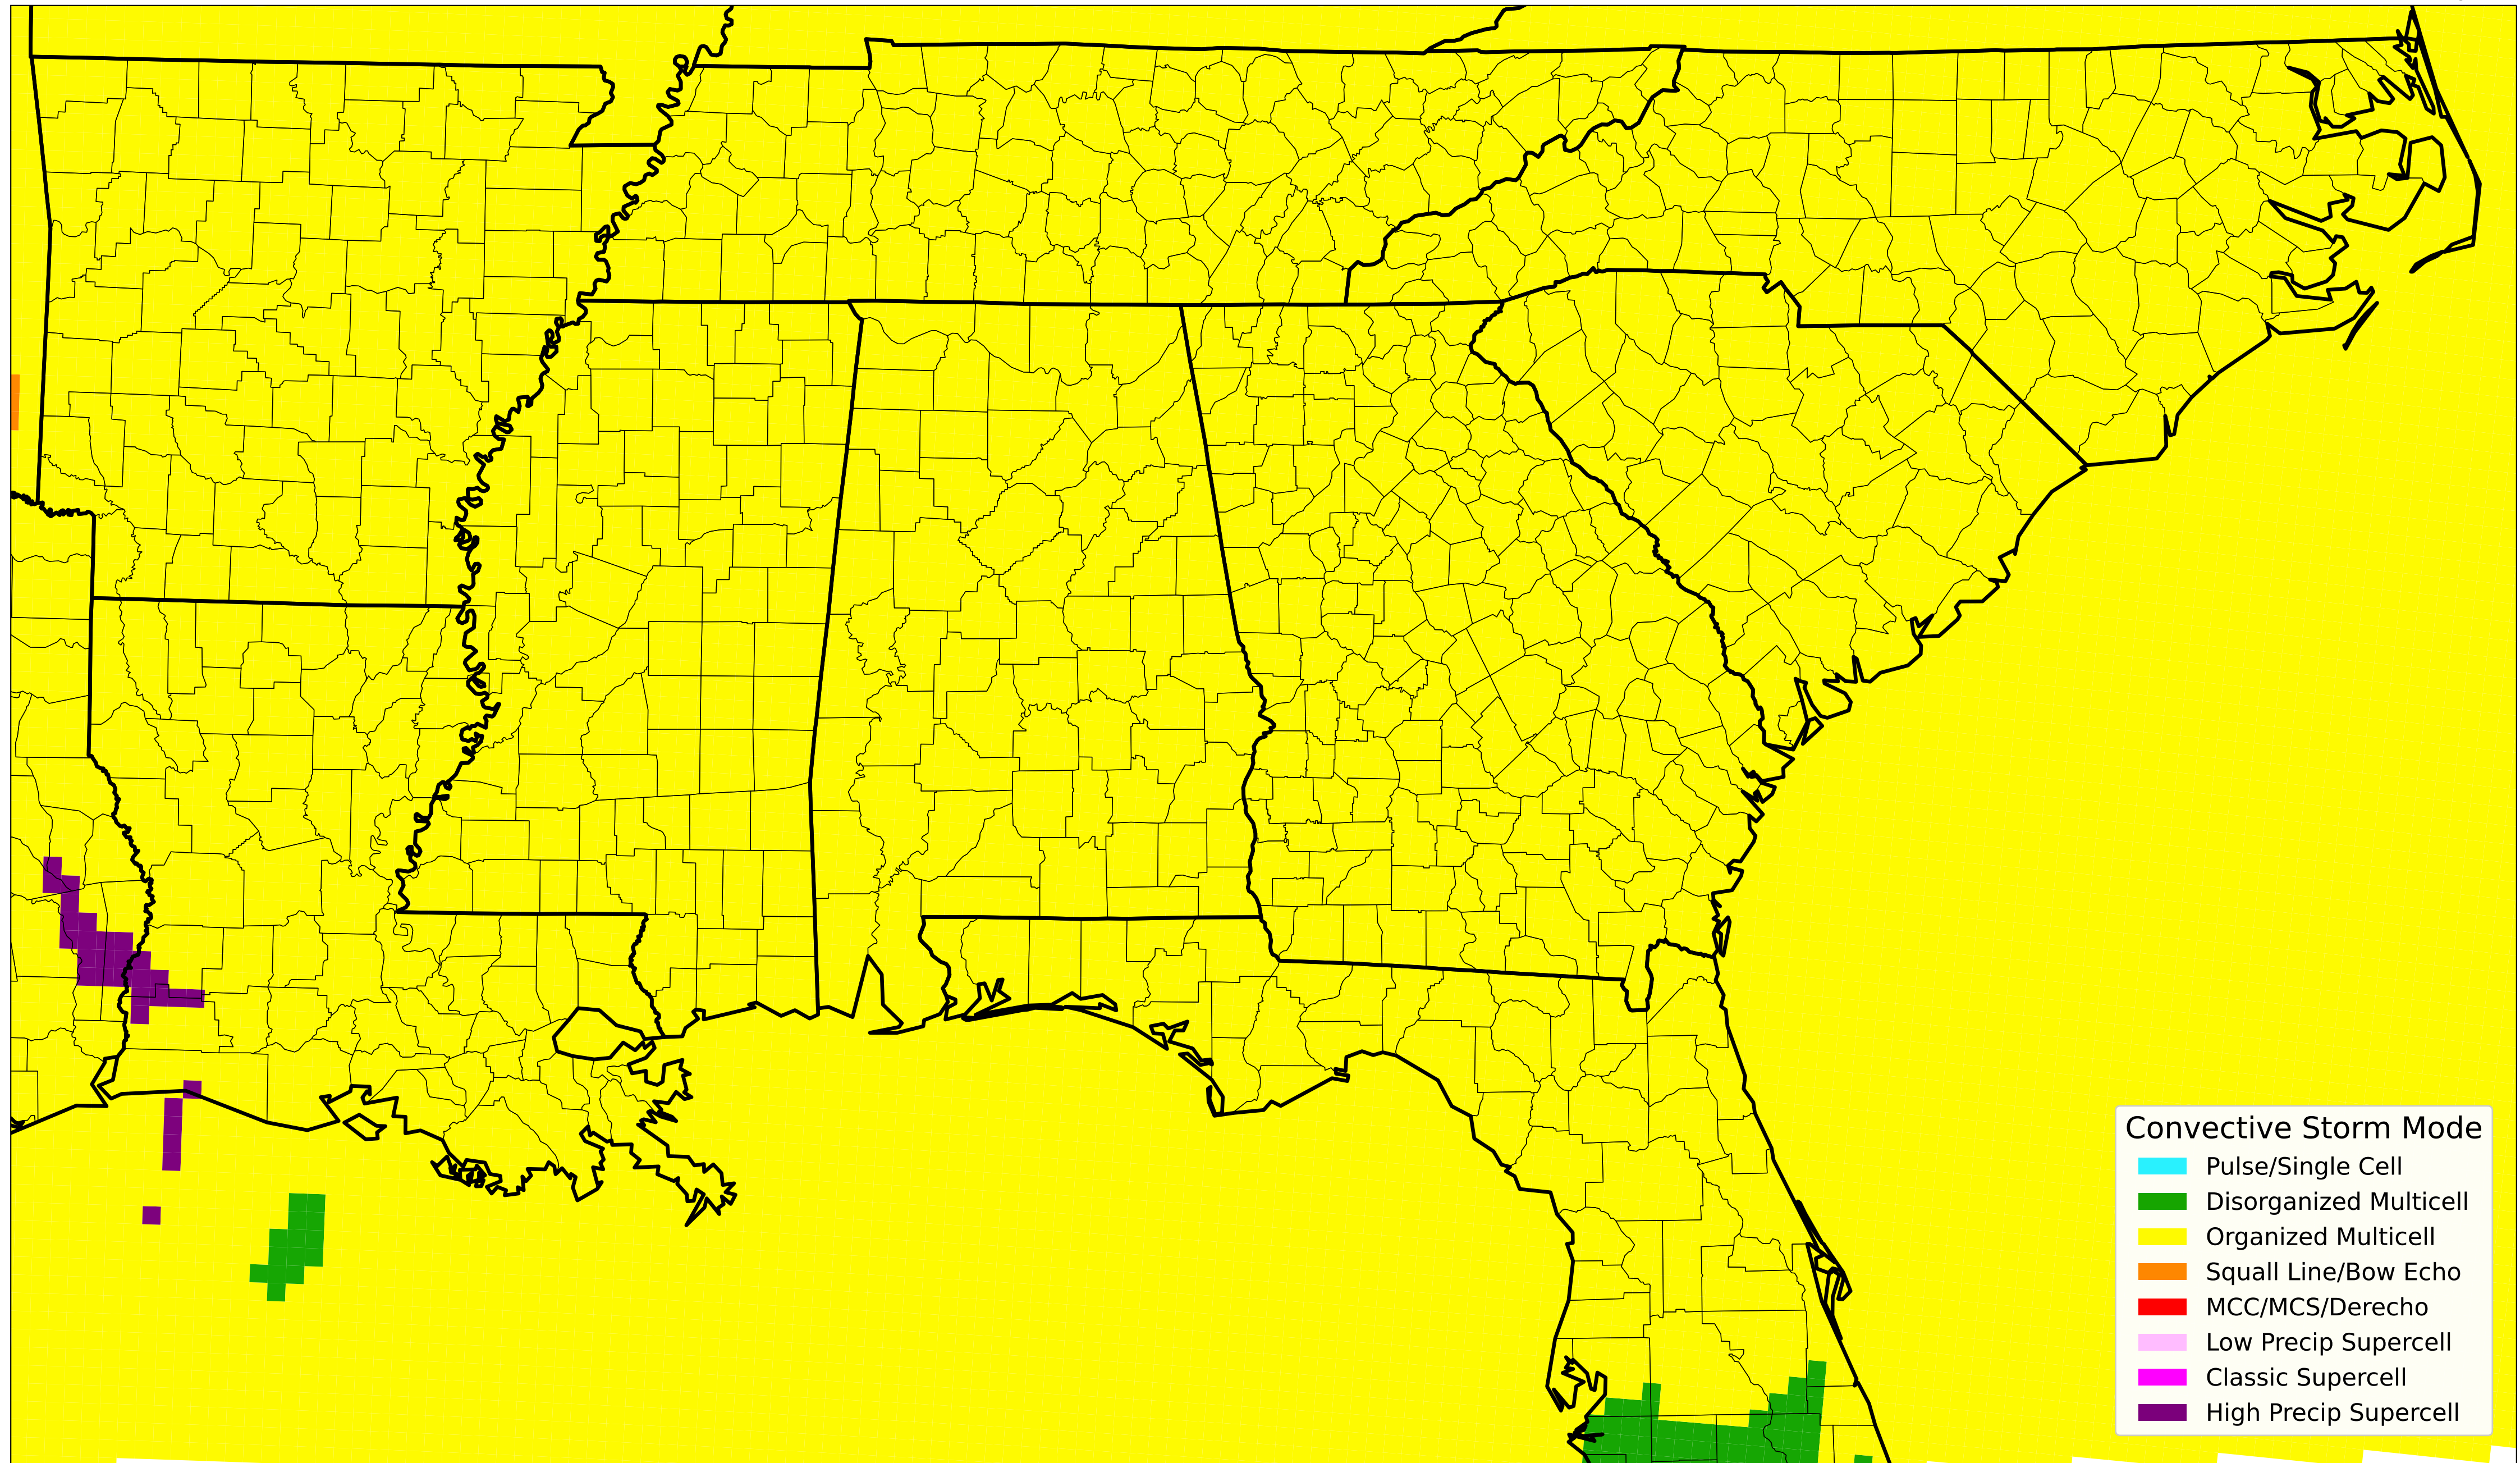 Convective Storm Mode
Pulse/Single Cell
Disorganized Multicell
Organized Multicell
Squall Line/Bow Echo
MCC/MCS/Derecho
Low Precip Supercell
Classic Supercell
High Precip Supercell